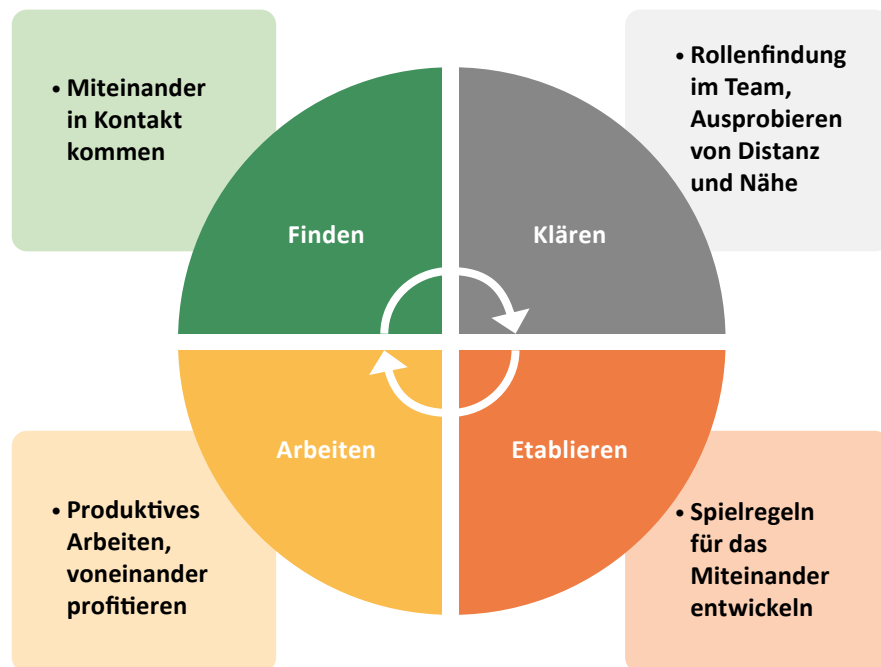 • Miteinander
in Kontakt
kommen
• Rollenfindung
im Team,
Ausprobieren
von Distanz
und Nähe
Finden
Klären
Arbeiten
Etablieren
• Produktives
Arbeiten,
voneinander
profitieren
• Spielregeln
für das
Miteinander
entwickeln